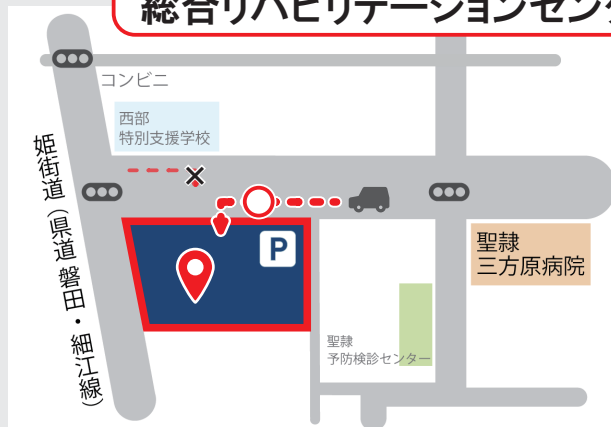 総合リハビリテーションセンタ
コンビニ
西部
特別支援学校
姫街道（県道 磐田・細江線）
P
聖隷
三方原病院
聖隷
予防検診センター